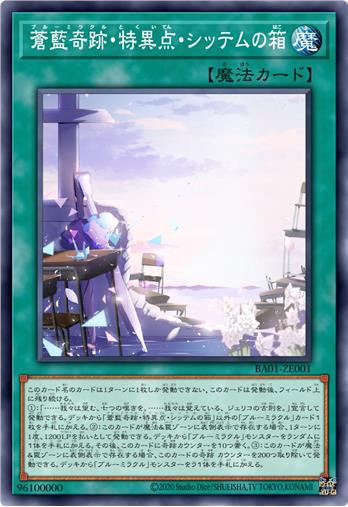 ブルーミラクル とくいてん はこ
蒼藍奇跡・特異点・シッテムの箱 魔
【魔法カード】
BA01-ZE001
このカード名のカードは1ターンに1枚しか発動できない。このカードは発動後、フィールド上
に残り続ける。
①:「……我々は望む、七つの嘆きを。……我々は覚えている、ジェリコの古則を。」宣言して
発動できる。デッキから「蒼藍奇跡・特異点・シッテムの箱」以外の「ブルーミラクル」カード1
枚を手札に加える。②:このカードが魔法&罠ゾーンに表側表示で存在する場合、1ターン
1度、1200LPを払いとして発動できる。デッキから「ブルーミラクル」モンスターをランダムに
1体を手札に加える。その後、このカードに奇跡カウンターを10つ置く。③:このカードが魔法
&罠ゾーンに表側表示で存在する場合、このカードの奇跡 カウンターを200つ取り除いて発
動できる。デッキから「ブルーミラクル」モンスターを1体を手札に加える。
96100000
©2020 Studio Dice/SHUEISHA,TV TOKYO,KONAMI